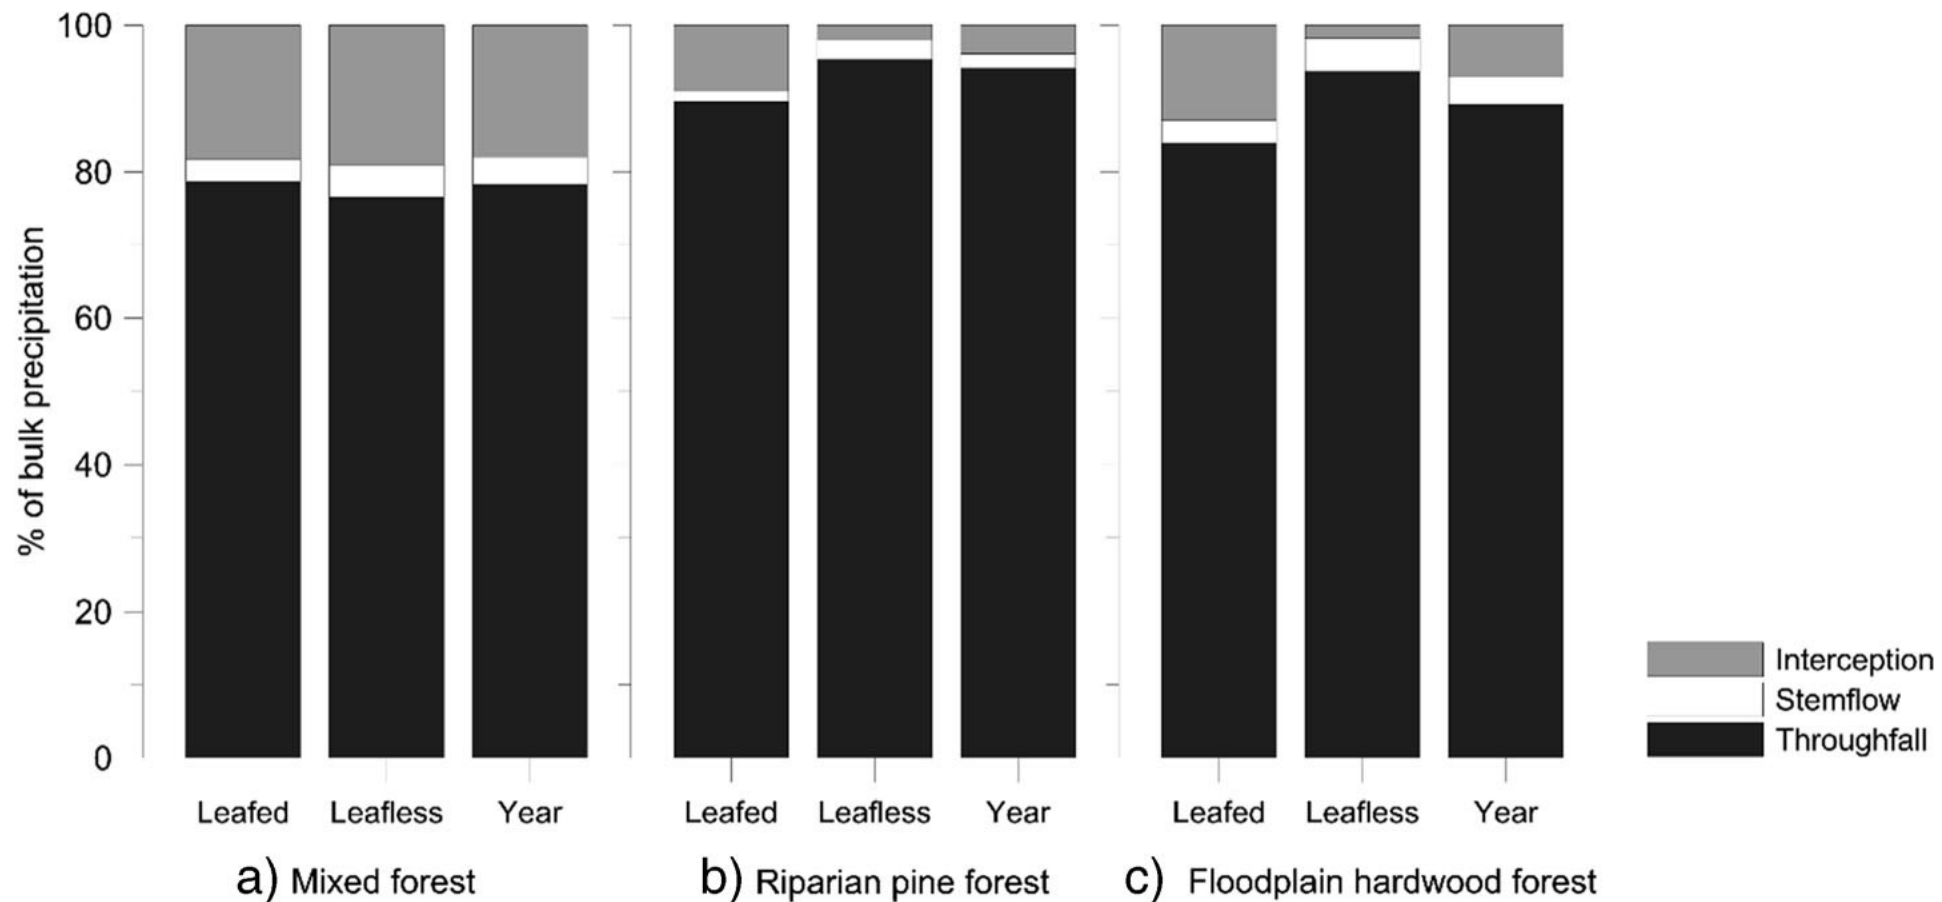 % of bulk precipitation
100
80
60
40
20
0
Leafed Leafless Year
Leafed Leafless Year
Leafed Leafless Year
a) Mixed forest
b) Riparian pine forest
c) Floodplain hardwood forest
Interception
Stemflow
Throughfall